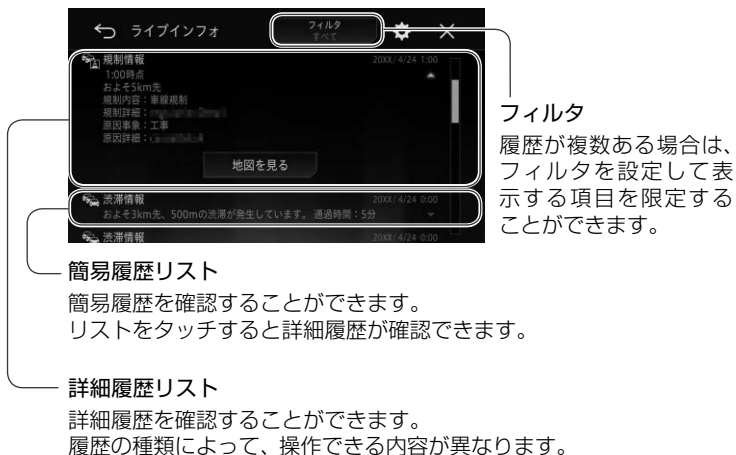 ライブインフォ
フィルタ
すべて
規制情報
20XX/ 4/24 1:00
1:00時点
およそ5km先
規制内容：車線規制
規制詳細：
原因事象：工事
原因詳細：
地図を見る
渋滞情報
20XX/ 4/24 0:00
およそ3km先、500mの渋滞が発生しています。 通過時間：5分
渋滞情報
20XX/ 4/24 0:00
フィルタ
履歴が複数ある場合は、
フィルタを設定して表
示する項目を限定する
ことができます。
簡易履歴リスト
簡易履歴を確認することができます。
リストをタッチすると詳細履歴が確認できます。
詳細履歴リスト
詳細履歴を確認することができます。
履歴の種類によって、操作できる内容が異なります。